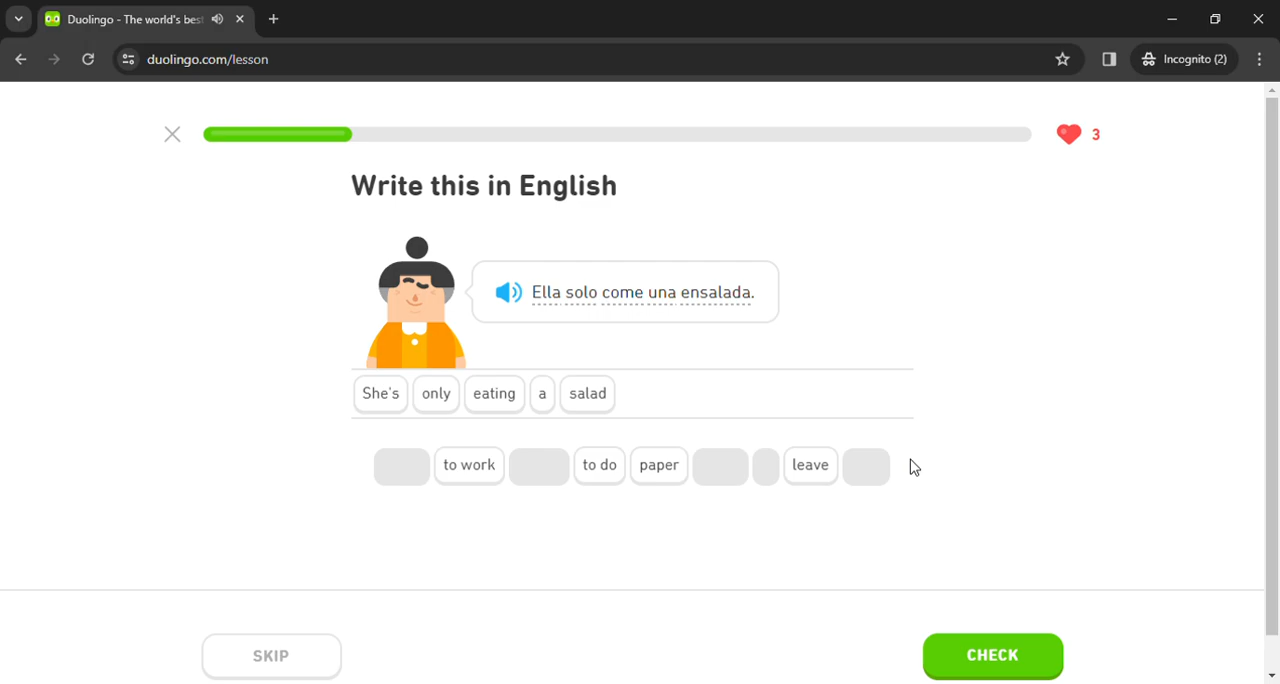 Duolingo - The world's best
duolingo.com/lesson
Incognito (2)
3
Write this in English
Ella solo come una ensalada.
She's only eating a salad
to work to do paper leave
SKIP CHECK